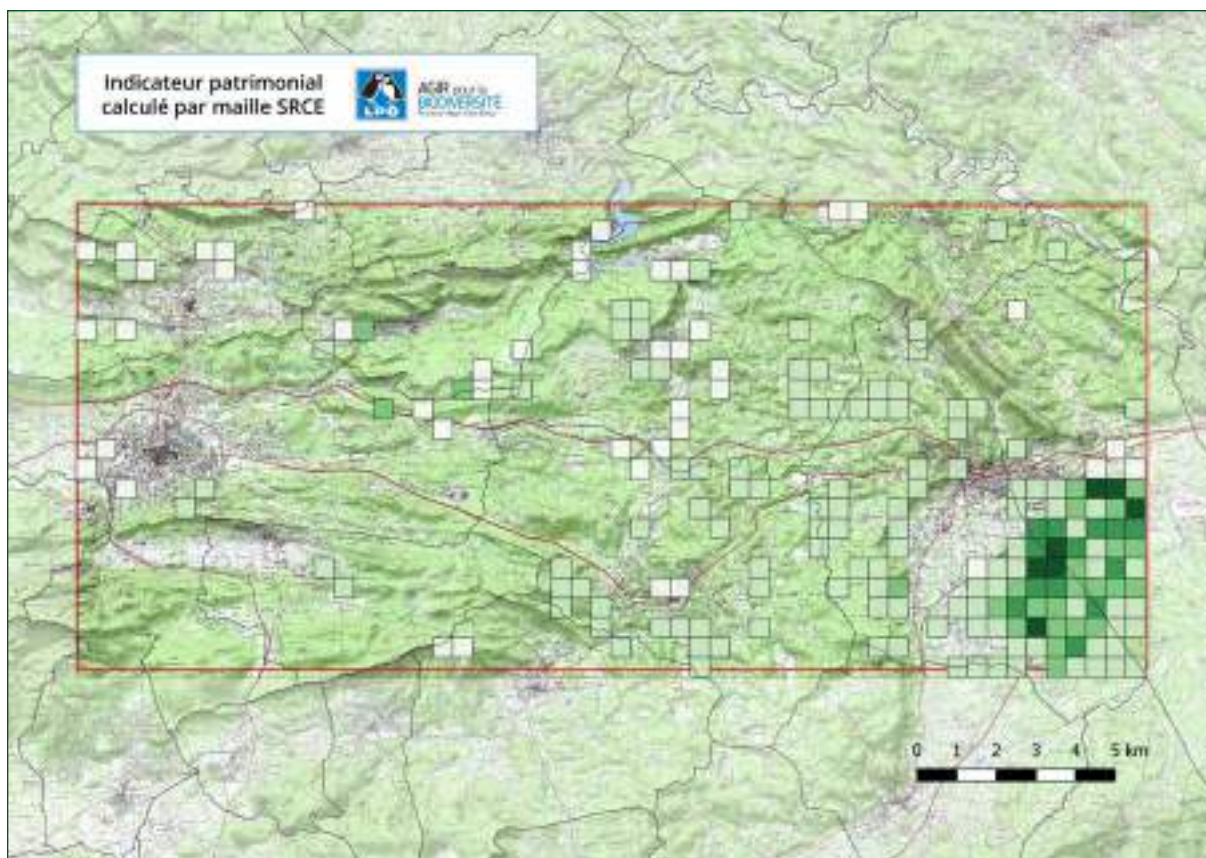 Indicateur patrimonial
calculé par maille SRCE
LPO
AGIR pour la
BIODIVERSITÉ
0 1 2 3 4 5 km